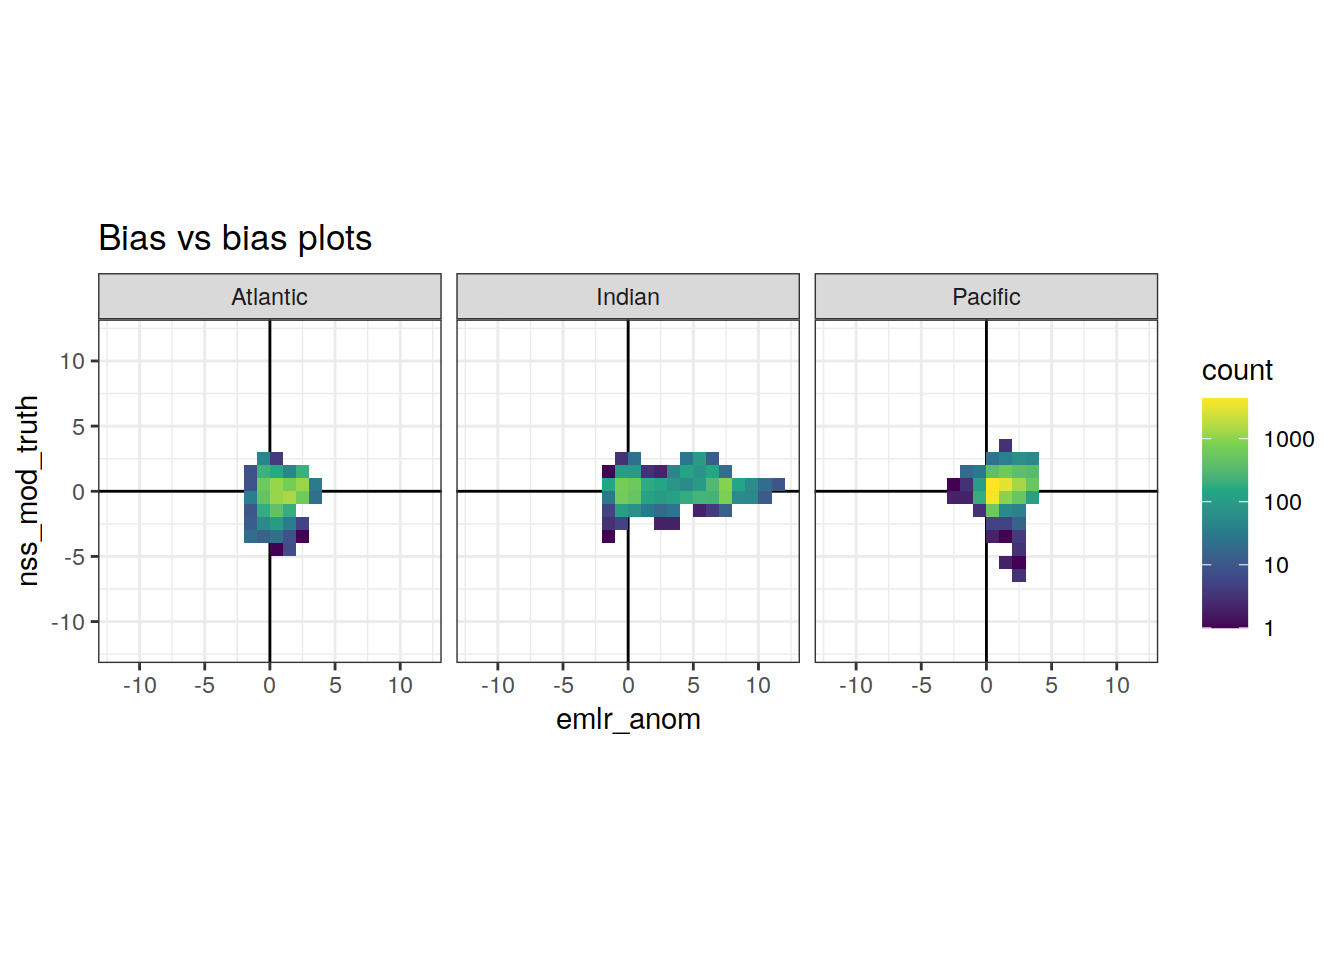 Bias vs bias plots
Atlantic Indian Pacific
count
10
5
0
-5
-10
nss_mod_truth
1000
100
10
1
-10 -5 0 5 10 -10 -5 0 5 10 -10 -5 0 5 10
emlr_anom